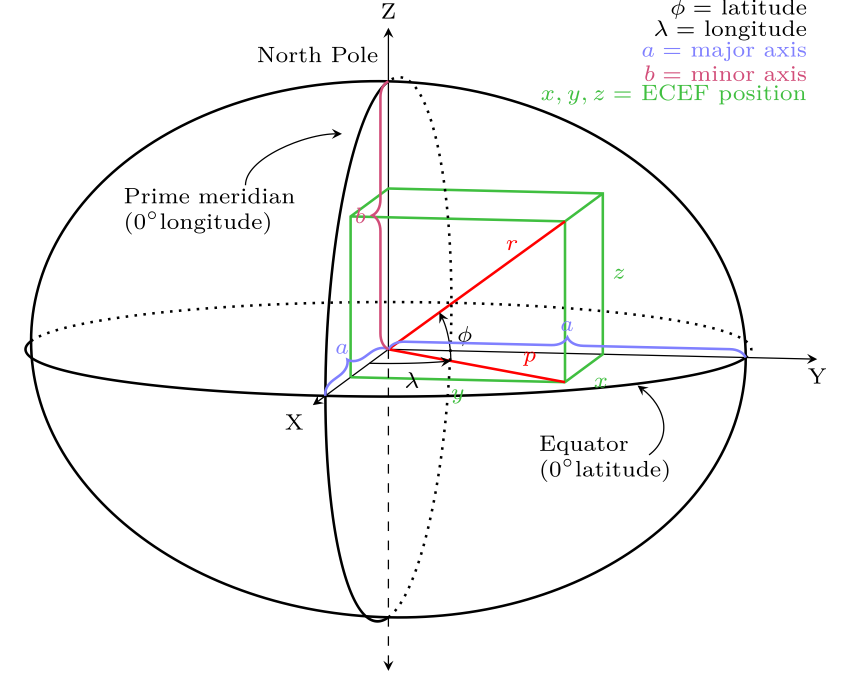 Z
ϕ = latitude
λ = longitude
a = major axis
b = minor axis
x, y, z = ECEF position
North Pole
Prime meridian
(0°longitude)
b
r
z
a
ϕ
a
p
λ
x
y
Y
X
Equator
(0°latitude)